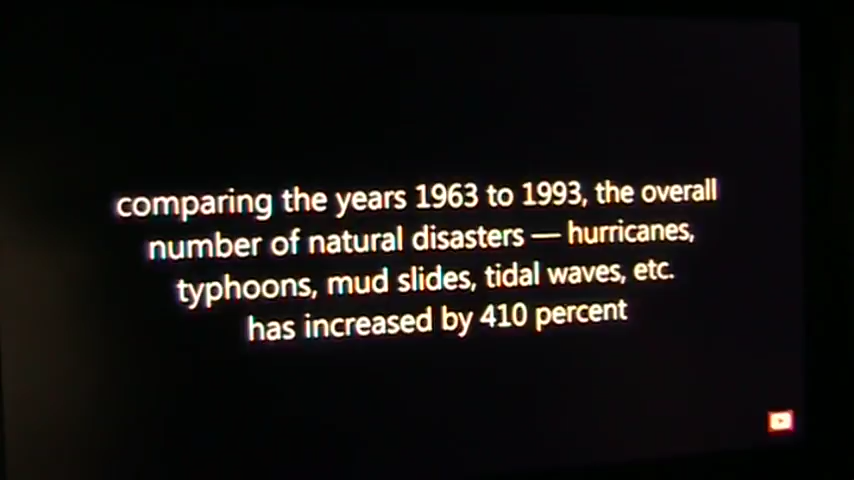 comparing the years 1963 to 1993, the overall
number of natural disasters — hurricanes,
typhoons, mud slides, tidal waves, etc.
has increased by 410 percent